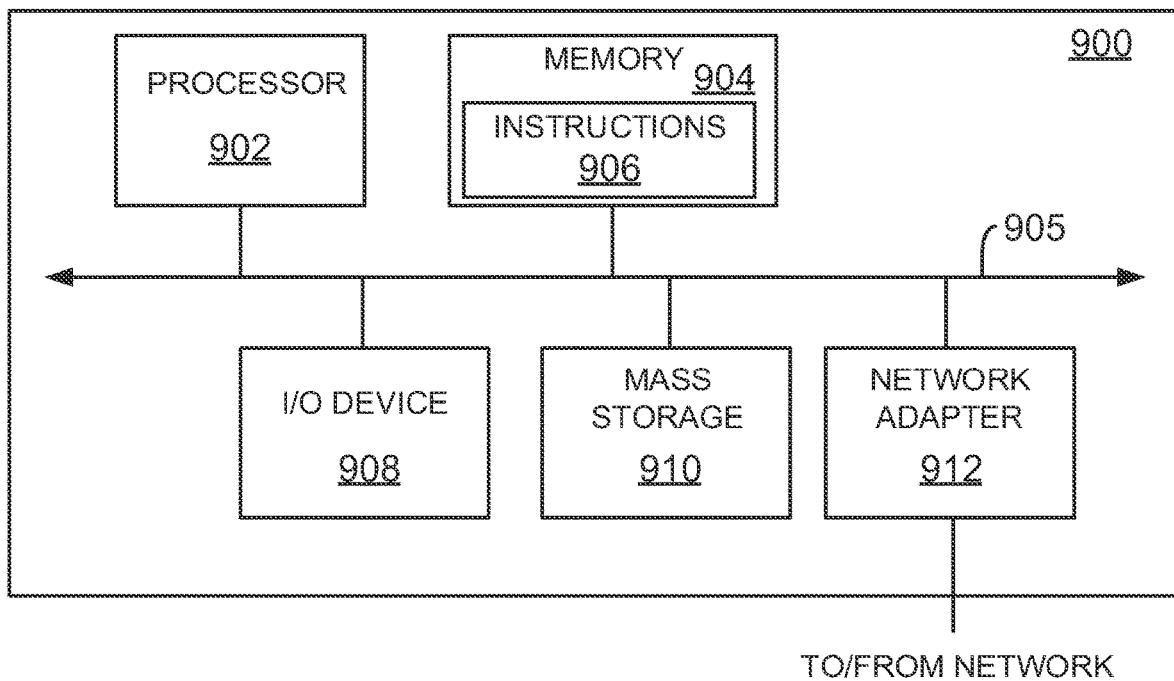 900
PROCESSOR
902
MEMORY
904
INSTRUCTIONS
906
905
I/O DEVICE
908
MASS
STORAGE
910
NETWORK
ADAPTER
912
TO/FROM NETWORK